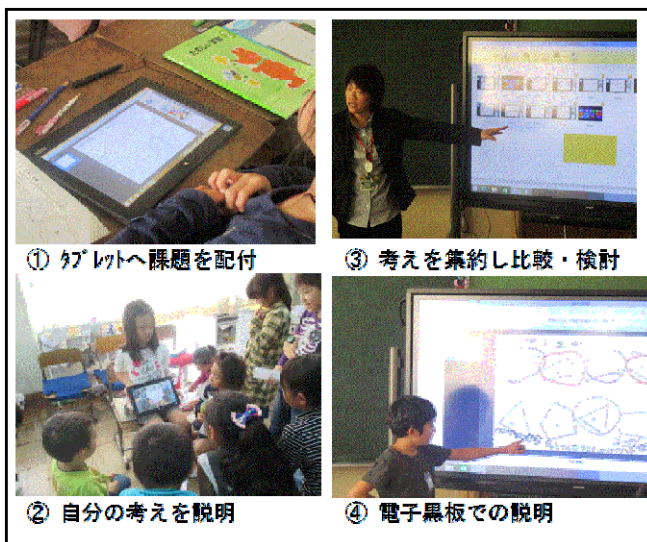 ① タブレットへ課題を配付
② 自分の考えを説明
③ 考えを集約し比較・検討
④ 電子黒板での説明